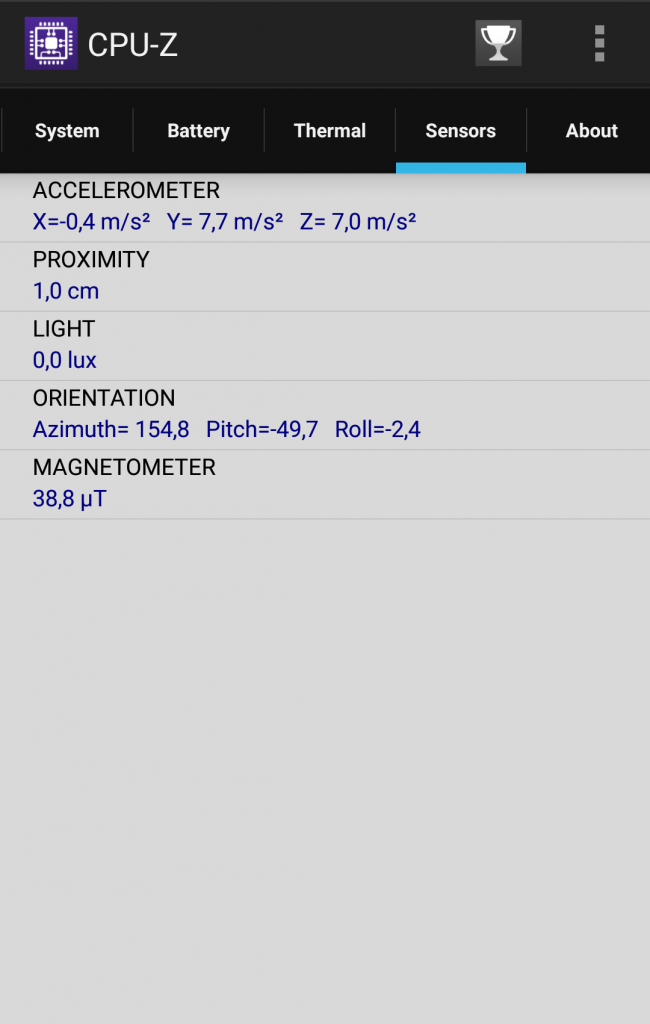 CPU-Z
System Battery Thermal Sensors About
ACCELEROMETER
X=-0,4 m/s² Y= 7,7 m/s² Z= 7,0 m/s²
PROXIMITY
1,0 cm
LIGHT
0,0 lux
ORIENTATION
Azimuth= 154,8 Pitch=-49,7 Roll=-2,4
MAGNETOMETER
38,8 μT